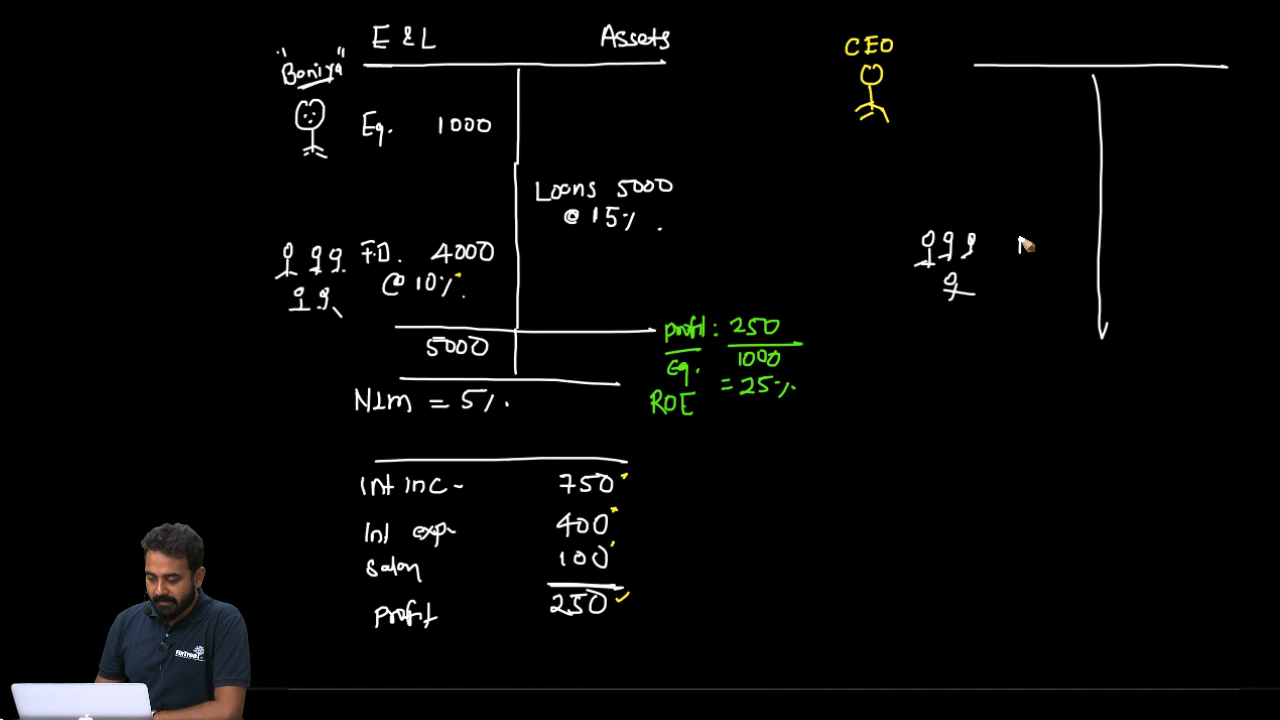 E & L Assets
"Baniya"
Eq. 1000
Loans 5000
@ 15%.
F.D. 4000
@ 10%.
5000
NIM = 5%.
profit : 250
Eq. 1000
ROE = 25%.
Int inc - 750
Int exp 400
Salary 100
profit 250
CEO
FinTree